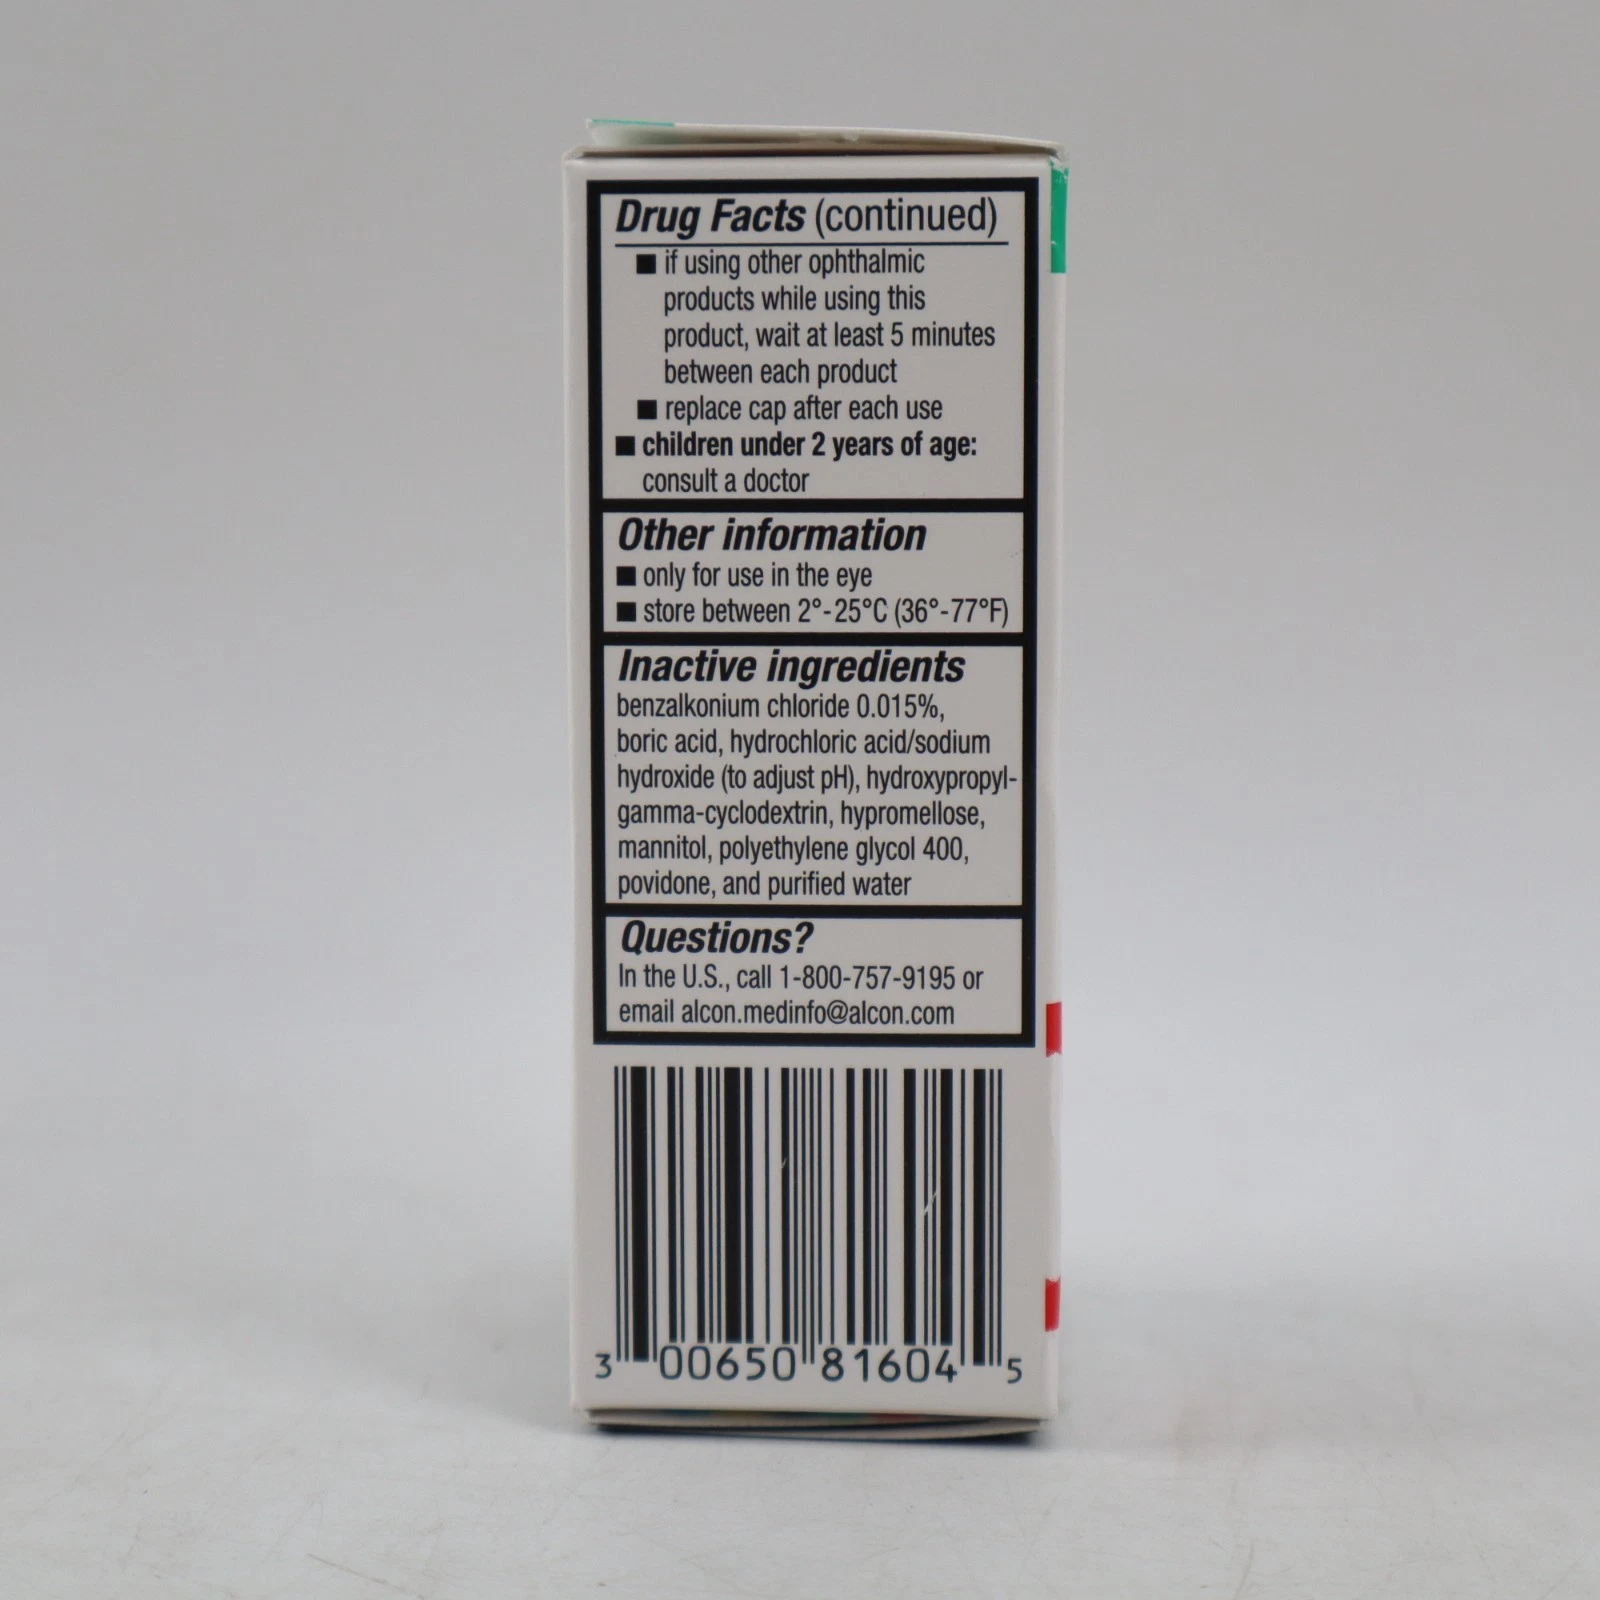 Drug Facts (continued)
■ if using other ophthalmic
products while using this
product, wait at least 5 minutes
between each product
■ replace cap after each use
■ children under 2 years of age:
consult a doctor
Other information
■ only for use in the eye
■ store between 2°-25°C (36°-77°F)
Inactive ingredients
benzalkonium chloride 0.015%,
boric acid, hydrochloric acid/sodium
hydroxide (to adjust pH), hydroxypropyl-
gamma-cyclodextrin, hypromellose,
mannitol, polyethylene glycol 400,
povidone, and purified water
Questions?
In the U.S., call 1-800-757-9195 or
email alcon.medinfo@alcon.com
3 00650 81604 5